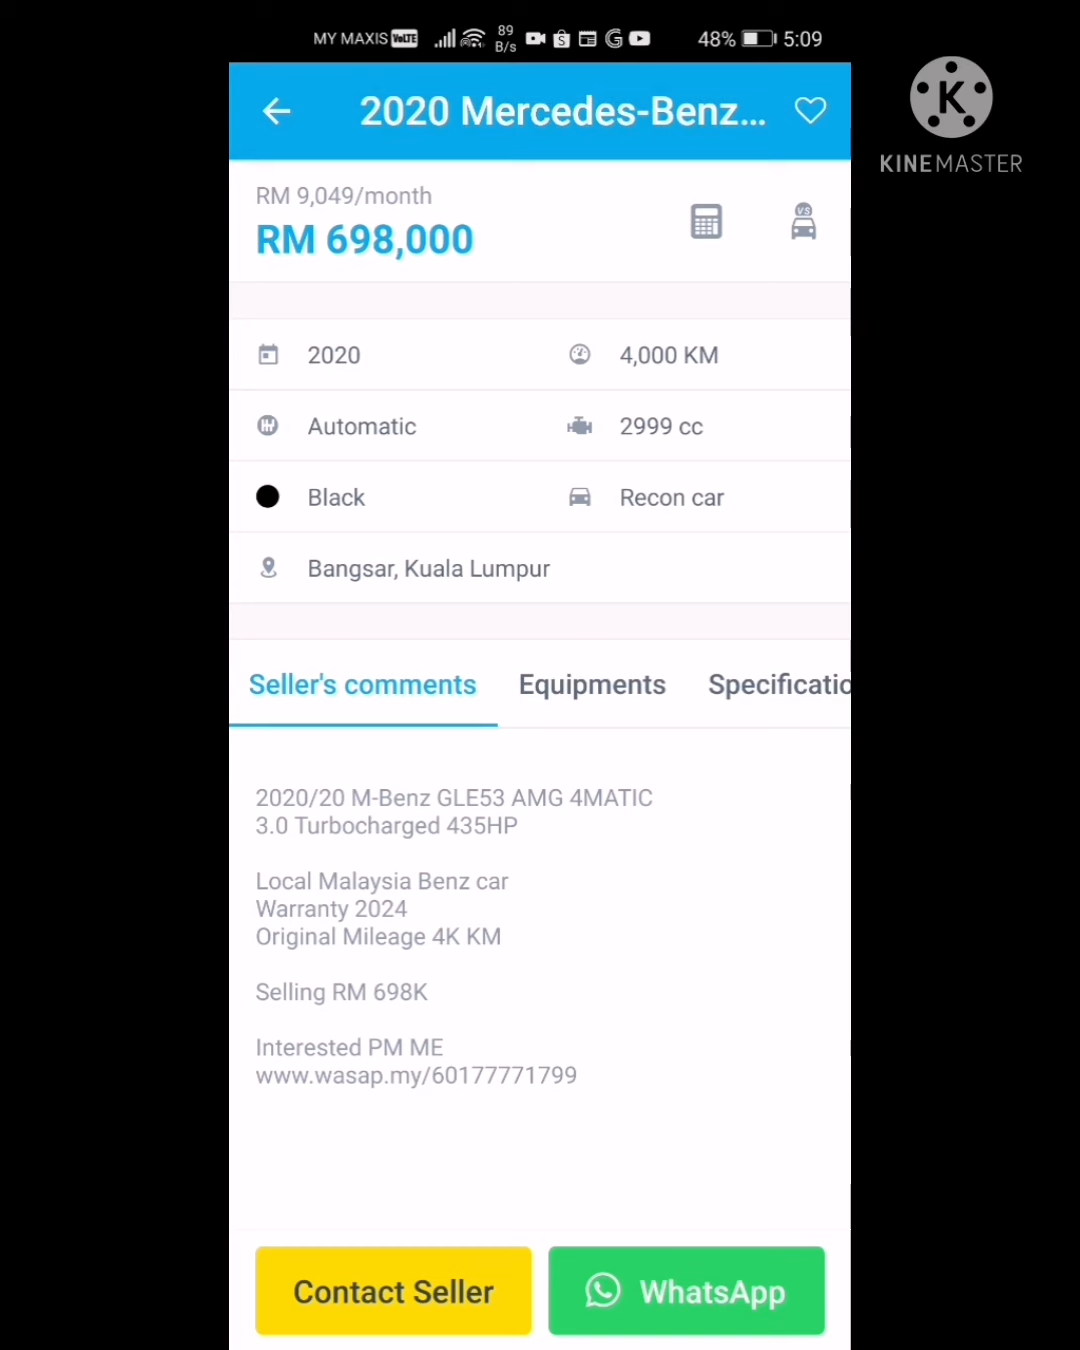 MY MAXIS VoLTE 89 B/s 48% 5:09
K
KINEMASTER
2020 Mercedes-Benz...
RM 9,049/month
RM 698,000
VS
2020
4,000 KM
Automatic
2999 cc
Black
Recon car
Bangsar, Kuala Lumpur
Seller's comments Equipments Specificatio
2020/20 M-Benz GLE53 AMG 4MATIC
3.0 Turbocharged 435HP
Local Malaysia Benz car
Warranty 2024
Original Mileage 4K KM
Selling RM 698K
Interested PM ME
www.wasap.my/60177771799
Contact Seller
WhatsApp